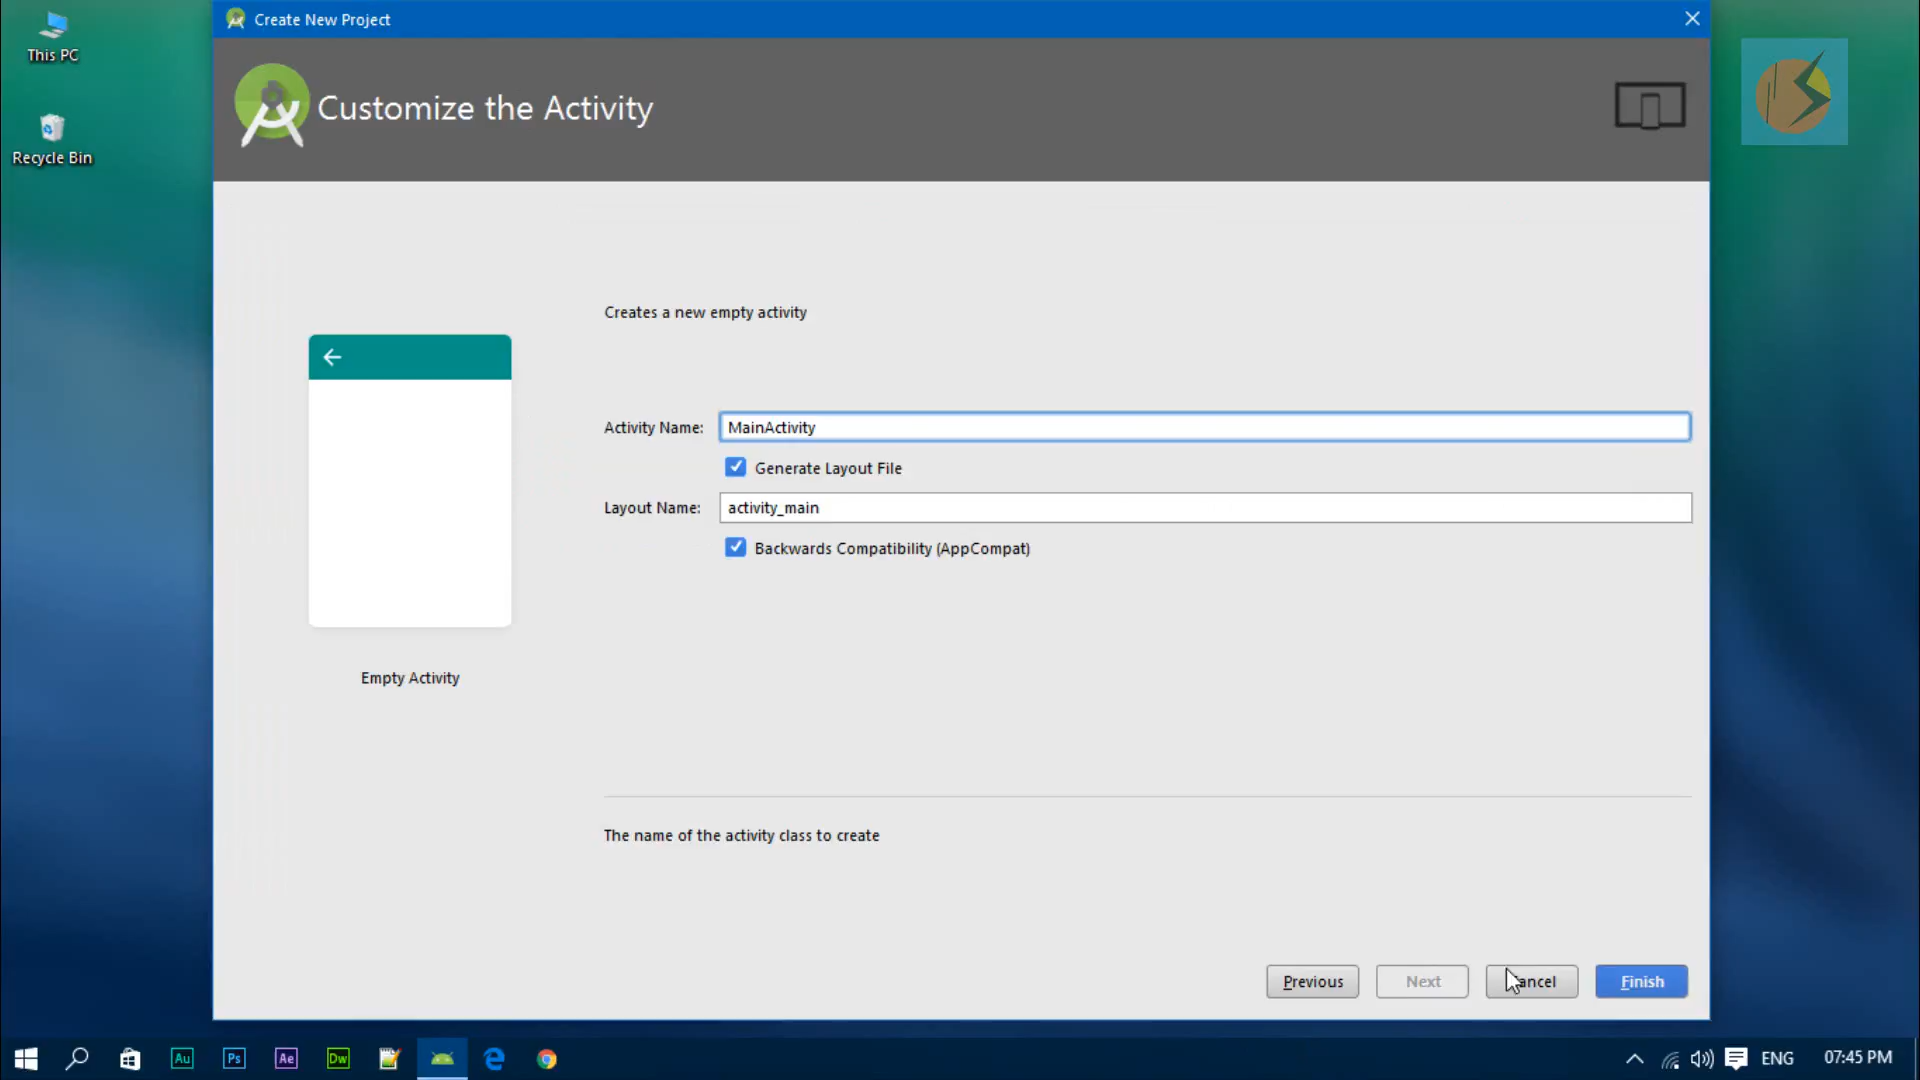 This PC
Recycle Bin
Create New Project
Customize the Activity
Creates a new empty activity
Activity Name: MainActivity
Generate Layout File
Layout Name: activity_main
Backwards Compatibility (AppCompat)
Empty Activity
The name of the activity class to create
Previous
Next
Cancel
Finish
Au
Ps
Ae
Dw
ENG
07:45 PM